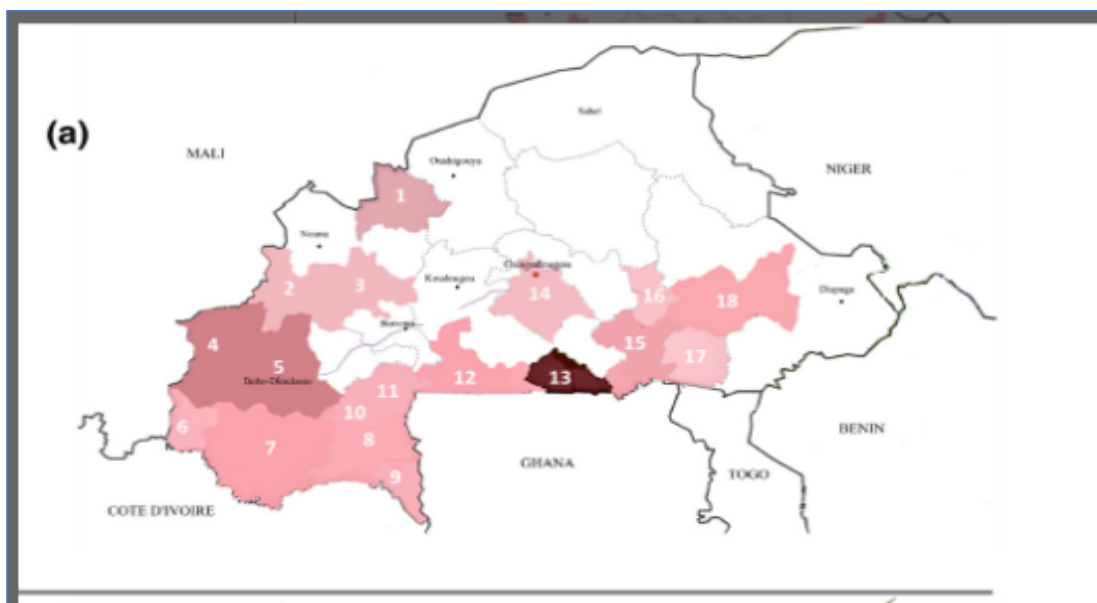 (a)
MALI
Sahel
Ouahigouya
NIGER
1
Nouna
Ouagadougou
Koudougou
2
3
14
16
18
Diapaga
Boromo
4
5
15
17
Bobo-Dioulasso
11
12
13
10
6
7
8
9
GHANA
BENIN
TOGO
COTE D'IVOIRE